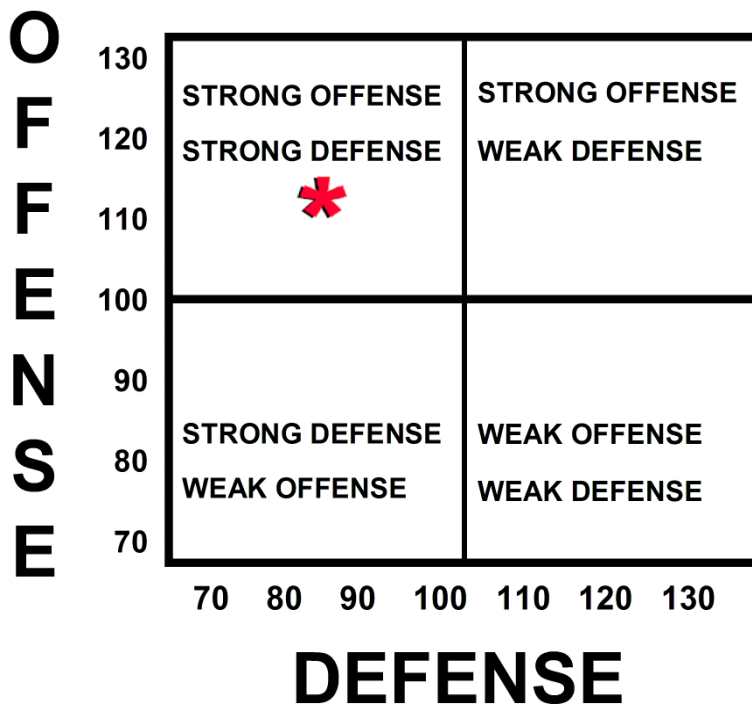 OFFENSE
130
STRONG OFFENSE
STRONG DEFENSE
STRONG OFFENSE
WEAK DEFENSE
120
*
110
100
90
STRONG DEFENSE
WEAK OFFENSE
WEAK OFFENSE
WEAK DEFENSE
80
70
70 80 90 100 110 120 130
DEFENSE